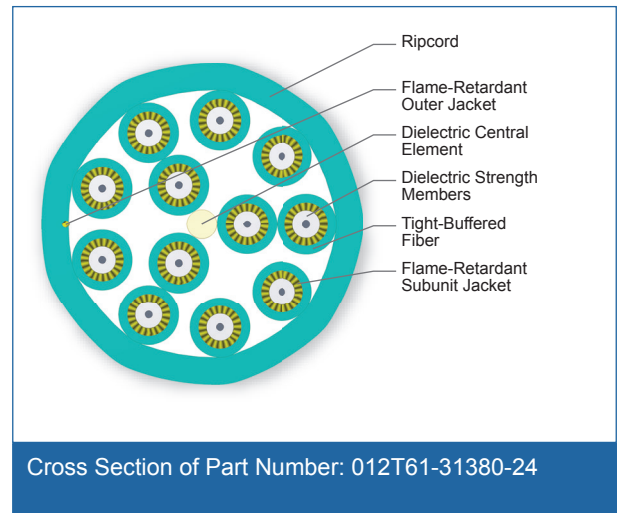 Ripcord
Flame-Retardant
Outer Jacket
Dielectric Central
Element
Dielectric Strength
Members
Tight-Buffered
Fiber
Flame-Retardant
Subunit Jacket
Cross Section of Part Number: 012T61-31380-24